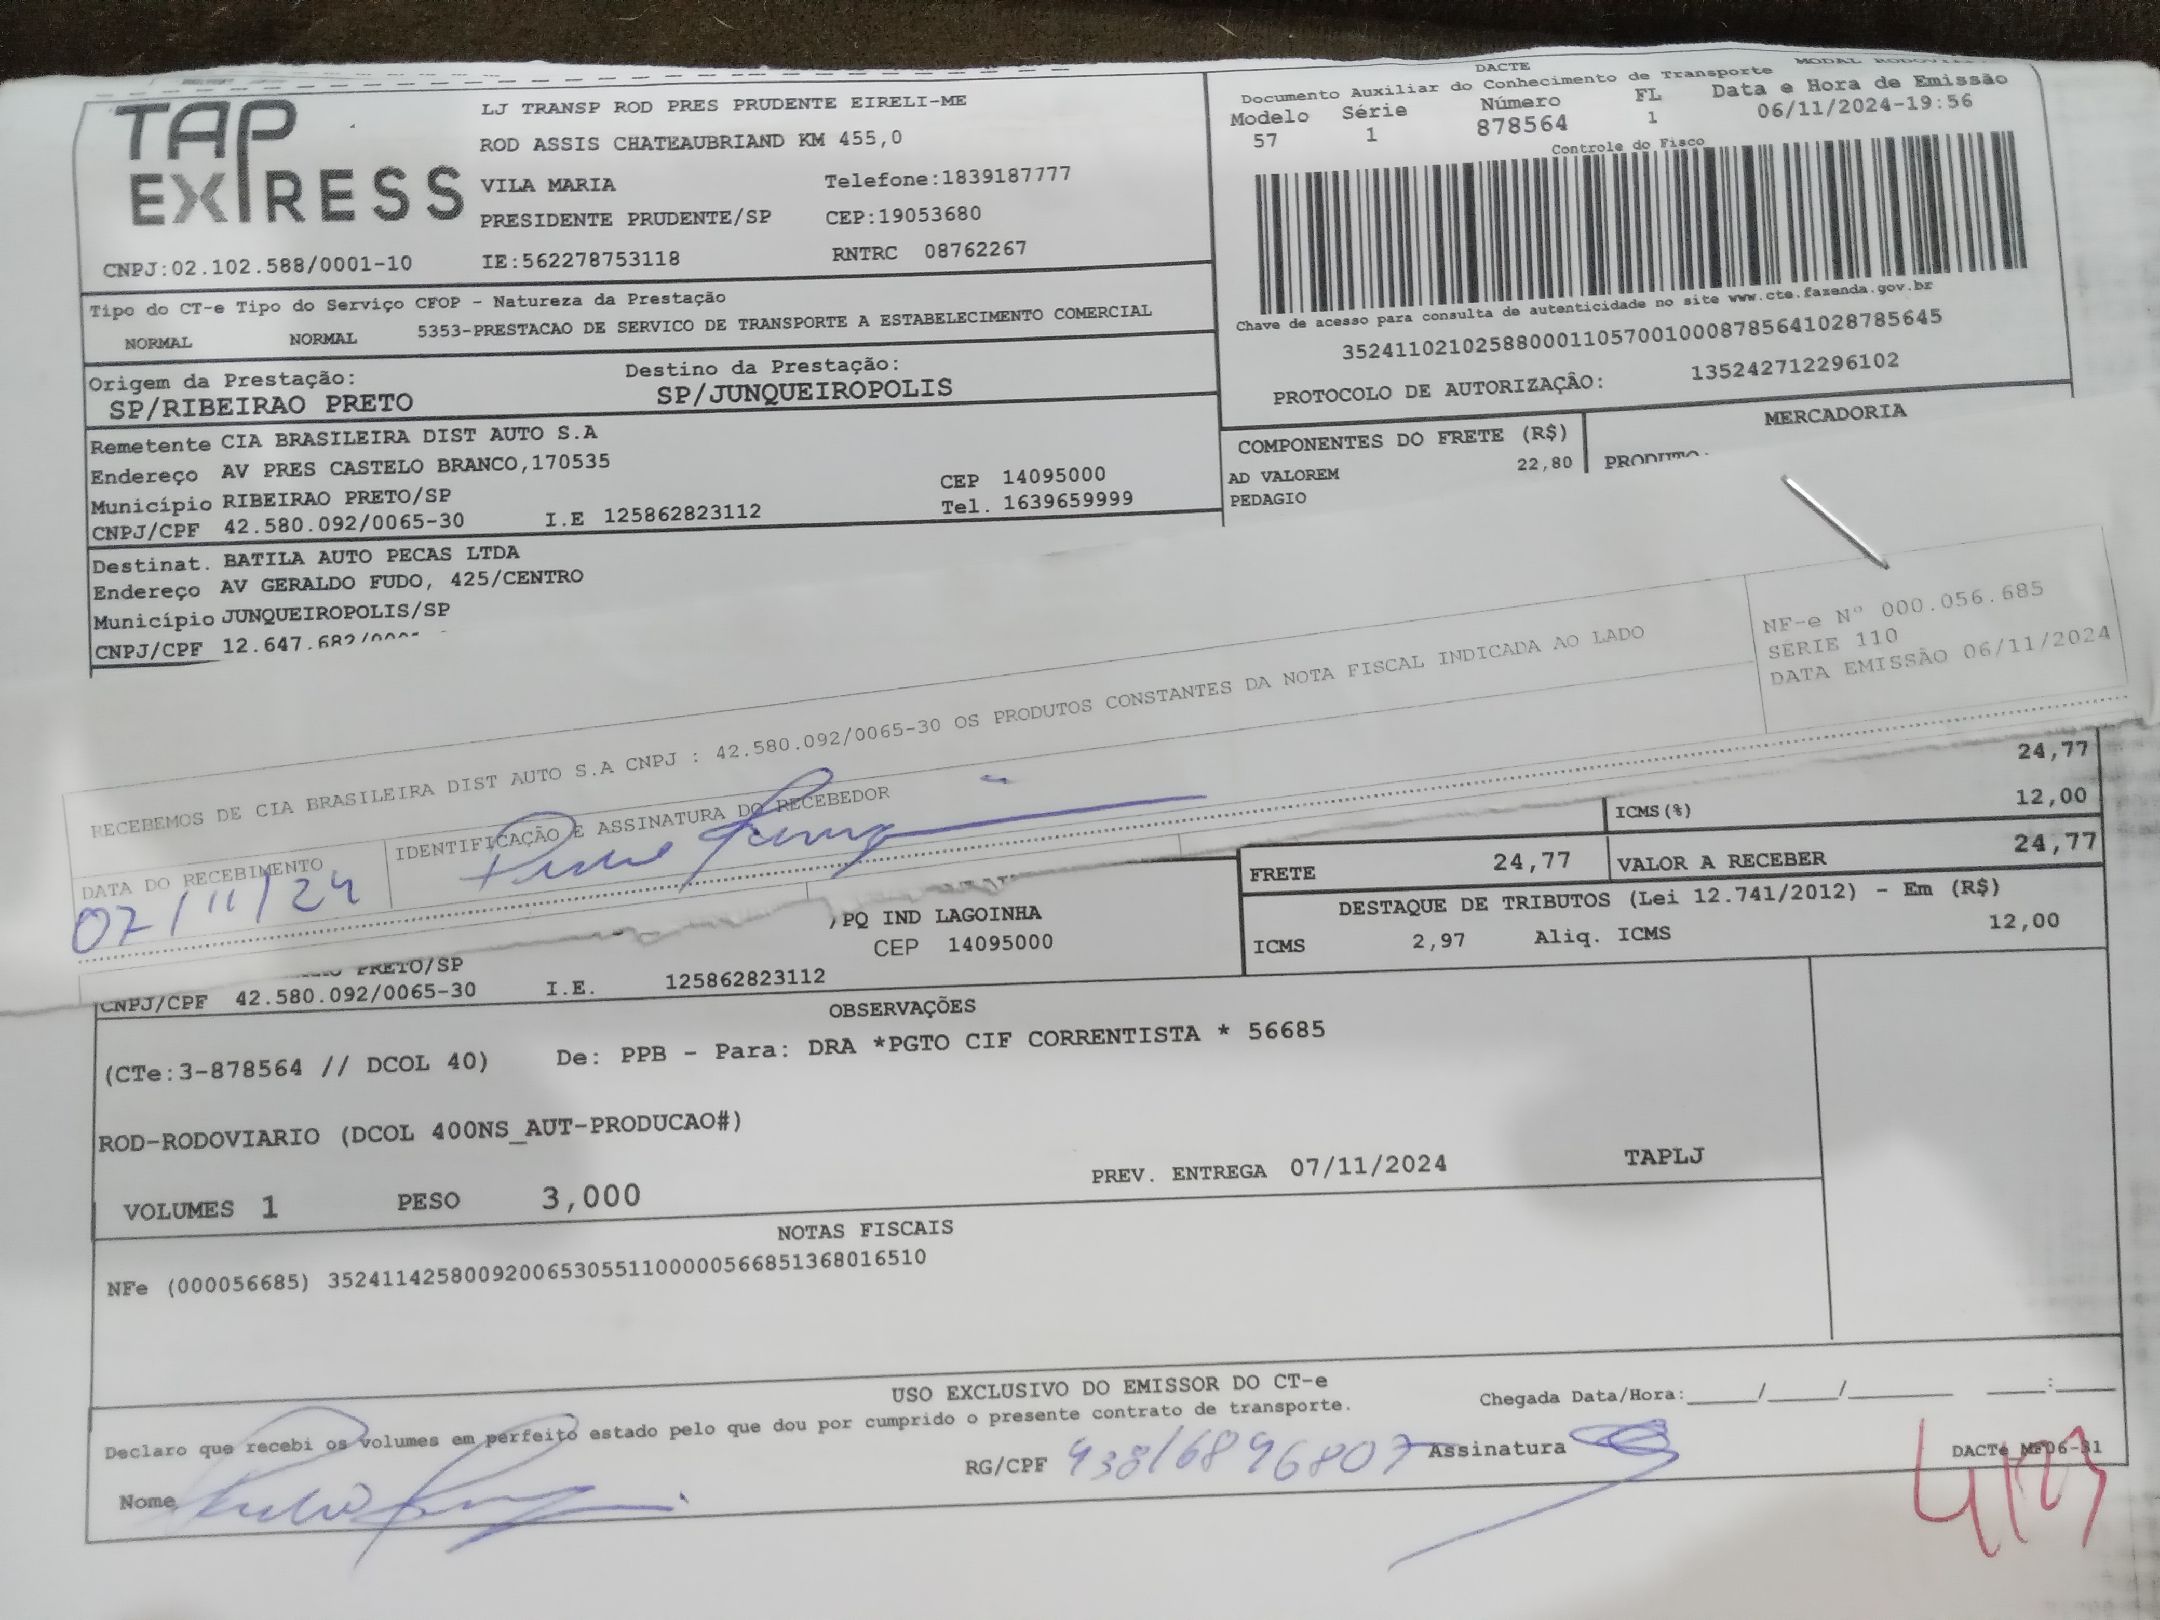 TAP EXPRESS
LJ TRANSP ROD PRES PRUDENTE EIRELI-ME
ROD ASSIS CHATEAUBRIAND KM 455,0
VILA MARIA Telefone:1839187777
PRESIDENTE PRUDENTE/SP CEP:19053680
CNPJ:02.102.588/0001-10 IE:562278753118 RNTRC 08762267
DACTE
Documento Auxiliar do Conhecimento de Transporte
Modelo Série Número FL Data e Hora de Emissão
57 1 878564 1 06/11/2024-19:56
Controle do Fisco
Chave de acesso para consulta de autenticidade no site www.cte.fazenda.gov.br
35241102102588000110570010008785641028785645
PROTOCOLO DE AUTORIZAÇÃO: 135242712296102
Tipo do CT-e Tipo do Serviço CFOP - Natureza da Prestação
NORMAL NORMAL 5353-PRESTACAO DE SERVICO DE TRANSPORTE A ESTABELECIMENTO COMERCIAL
Origem da Prestação: Destino da Prestação:
SP/RIBEIRAO PRETO SP/JUNQUEIROPOLIS
Remetente CIA BRASILEIRA DIST AUTO S.A
Endereço AV PRES CASTELO BRANCO,170535
Município RIBEIRAO PRETO/SP CEP 14095000
CNPJ/CPF 42.580.092/0065-30 I.E 125862823112 Tel. 1639659999
COMPONENTES DO FRETE (R$) MERCADORIA
AD VALOREM 22,80 PRODUTO:
PEDAGIO
Destinat. BATILA AUTO PECAS LTDA
Endereço AV GERALDO FUDO, 425/CENTRO
Município JUNQUEIROPOLIS/SP
CNPJ/CPF 12.647.682/
RECEBEMOS DE CIA BRASILEIRA DIST AUTO S.A CNPJ : 42.580.092/0065-30 OS PRODUTOS CONSTANTES DA NOTA FISCAL INDICADA AO LADO
NF-e Nº 000.056.685
SÉRIE 110
DATA EMISSÃO 06/11/2024
DATA DO RECEBIMENTO IDENTIFICAÇÃO E ASSINATURA DO RECEBEDOR
07/11/24
24,77
ICMS(%) 12,00
FRETE 24,77 VALOR A RECEBER 24,77
DESTAQUE DE TRIBUTOS (Lei 12.741/2012) - Em (R$)
ICMS 2,97 Aliq. ICMS 12,00
,PQ IND LAGOINHA
CEP 14095000
PRETO/SP
CNPJ/CPF 42.580.092/0065-30 I.E. 125862823112
OBSERVAÇÕES
(CTe:3-878564 // DCOL 40) De: PPB - Para: DRA *PGTO CIF CORRENTISTA * 56685
ROD-RODOVIARIO (DCOL 400NS_AUT-PRODUCAO#)
VOLUMES 1 PESO 3,000 PREV. ENTREGA 07/11/2024 TAPLJ
NOTAS FISCAIS
NFe (000056685) 35241142580092006530551100000566851368016510
USO EXCLUSIVO DO EMISSOR DO CT-e
Declaro que recebi os volumes em perfeito estado pelo que dou por cumprido o presente contrato de transporte.
Chegada Data/Hora:____/____/____ ____:____
Nome RG/CPF 43816896807 Assinatura